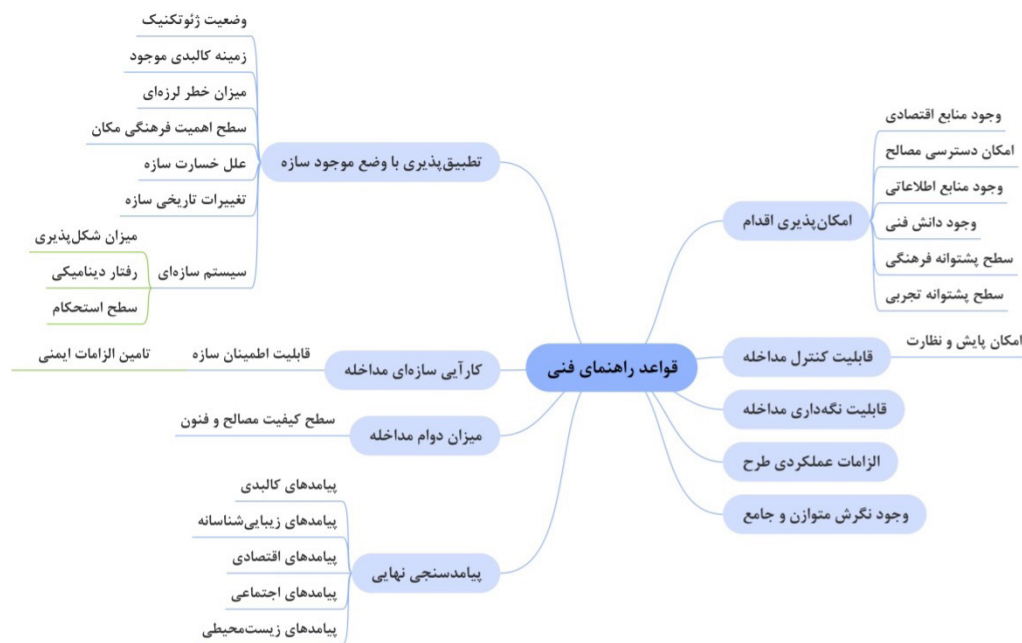 قواعد راهنمای فنی
امکان‌پذیری اقدام
وجود منابع اقتصادی
امکان دسترسی مصالح
وجود منابع اطلاعاتی
وجود دانش فنی
سطح پشتوانه فرهنگی
سطح پشتوانه تجربی
قابلیت کنترل مداخله
امکان پایش و نظارت
قابلیت نگه‌داری مداخله
الزامات عملکردی طرح
وجود نگرش متوازن و جامع
تطبیق‌پذیری با وضع موجود سازه
وضعیت ژئوتکنیک
زمینه کالبدی موجود
میزان خطر لرزه‌ای
سطح اهمیت فرهنگی مکان
علل خسارت سازه
تغییرات تاریخی سازه
سیستم سازه‌ای
میزان شکل‌پذیری
رفتار دینامیکی
سطح استحکام
کارآیی سازه‌ای مداخله
قابلیت اطمینان سازه
تامین الزامات ایمنی
میزان دوام مداخله
سطح کیفیت مصالح و فنون
پیامدسنجی نهایی
پیامدهای کالبدی
پیامدهای زیبایی‌شناسانه
پیامدهای اقتصادی
پیامدهای اجتماعی
پیامدهای زیست‌محیطی